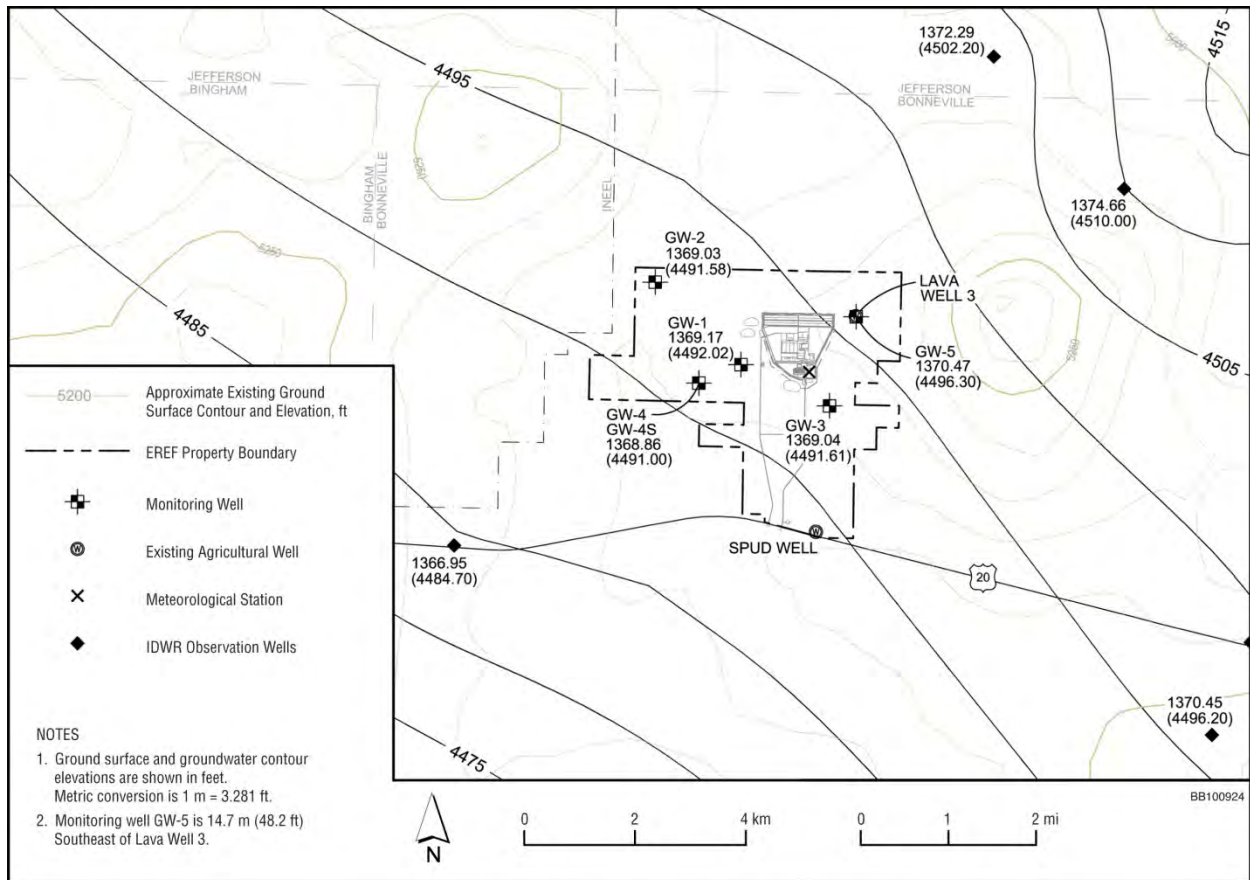 1372.29
(4502.20)
5200
4515
4495
JEFFERSON
BINGHAM
JEFFERSON
BONNEVILLE
5250
BINGHAM
BONNEVILLE
INEEL
1374.66
(4510.00)
GW-2
1369.03
(4491.58)
5250
LAVA
WELL 3
4485
GW-1
1369.17
(4492.02)
5250
GW-5
1370.47
(4496.30)
4505
GW-4
GW-4S
1368.86
(4491.00)
GW-3
1369.04
(4491.61)
SPUD WELL
W
1366.95
(4484.70)
20
1370.45
(4496.20)
4475
5200 Approximate Existing Ground
Surface Contour and Elevation, ft
EREF Property Boundary
Monitoring Well
W Existing Agricultural Well
Meteorological Station
IDWR Observation Wells
NOTES
1. Ground surface and groundwater contour
elevations are shown in feet.
Metric conversion is 1 m = 3.281 ft.
2. Monitoring well GW-5 is 14.7 m (48.2 ft)
Southeast of Lava Well 3.
BB100924
N
0 2 4 km
0 1 2 mi